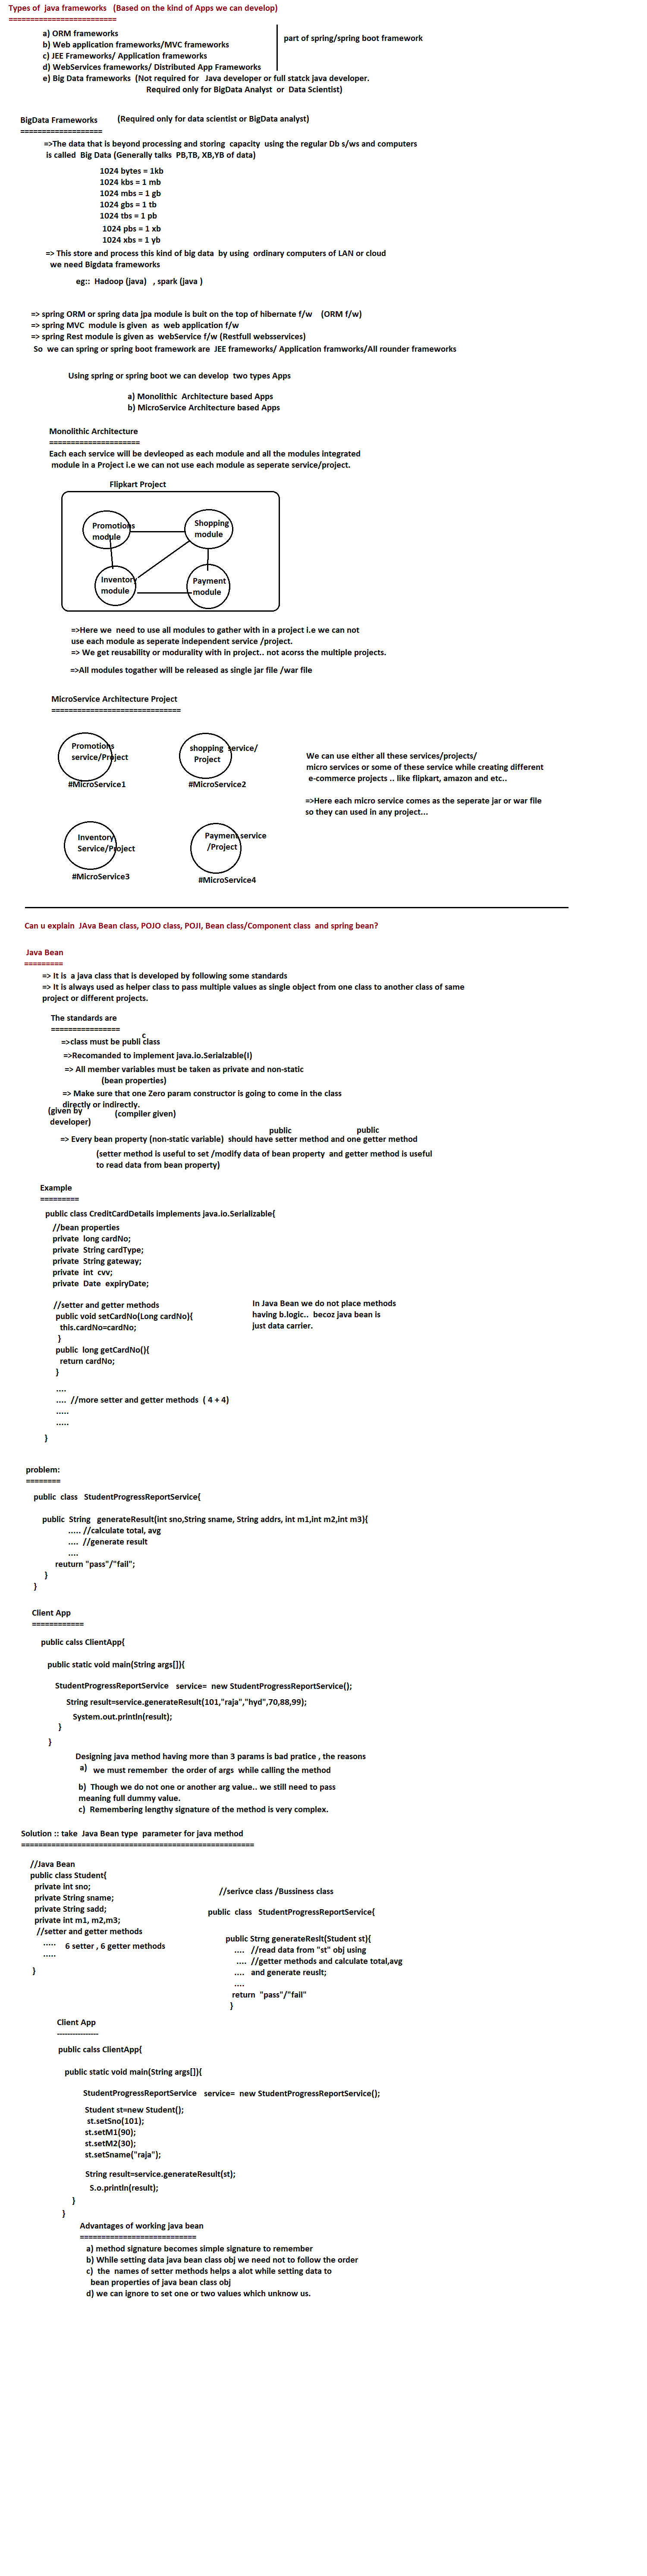 Types of  java frameworks   (Based on the kind of Apps we can develop)
=========================
a) ORM frameworks
b) Web application frameworks/MVC frameworks
c) JEE Frameworks/ Application frameworks
d) WebServices frameworks/ Distributed App Frameworks
part of spring/spring boot framework
e) Big Data frameworks  (Not required for   Java developer or full statck java developer.
Required only for BigData Analyst  or  Data Scientist)
BigData Frameworks      (Required only for data scientist or BigData analyst)
===================
=>The data that is beyond processing and storing  capacity  using the regular Db s/ws and computers
is called  Big Data (Generally talks  PB,TB, XB,YB of data)
1024 bytes = 1kb
1024 kbs = 1 mb
1024 mbs = 1 gb
1024 gbs = 1 tb
1024 tbs = 1 pb
1024 pbs = 1 xb
1024 xbs = 1 yb
=> This store and process this kind of big data  by using  ordinary computers of LAN or cloud
we need Bigdata frameworks
eg::  Hadoop (java)   , spark (java )
=> spring ORM or spring data jpa module is buit on the top of hibernate f/w    (ORM f/w)
=> spring MVC  module is given  as  web application f/w
=> spring Rest module is given as  webService f/w (Restfull websservices)
So  we can spring or spring boot framework are  JEE frameworks/ Application framworks/All rounder frameworks
Using spring or spring boot we can develop  two types Apps
a) Monolithic  Architecture based Apps
b) MicroService Architecture based Apps
Monolithic Architecture
=====================
Each each service will be devleoped as each module and all the modules integrated
module in a Project i.e we can not use each module as seperate service/project.
Flipkart Project
Promotions
module
Shopping
module
Inventory
module
Payment
module
=>Here we  need to use all modules to gather with in a project i.e we can not
use each module as seperate independent service /project.
=> We get reusability or modurality with in project.. not acorss the multiple projects.
=>All modules togather will be released as single jar file /war file
MicroService Architecture Project
==============================
Promotions
service/Project
#MicroService1
shopping  service/
Project
#MicroService2
We can use either all these services/projects/
micro services or some of these service while creating different
e-commerce projects .. like flipkart, amazon and etc..
=>Here each micro service comes as the seperate jar or war file
so they can used in any project...
Inventory
Service/Project
#MicroService3
Payment service
/Project
#MicroService4
Can u explain  JAva Bean class, POJO class, POJI, Bean class/Component class  and spring bean?
Java Bean
=========
=> It is  a java class that is developed by following some standards
=> It is always used as helper class to pass multiple values as single object from one class to another class of same
project or different projects.
The standards are
================
c
=>class must be publi class
=>Recomanded to implement java.io.Serialzable(I)
=> All member variables must be taken as private and non-static
(bean properties)
=> Make sure that one Zero param constructor is going to come in the class
directly or indirectly.
(given by
developer)
(compiler given)
public
public
=> Every bean property (non-static variable)  should have setter method and one getter method
(setter method is useful to set /modify data of bean property  and getter method is useful
to read data from bean property)
Example
=========
public class CreditCardDetails implements java.io.Serializable{
//bean properties
private  long cardNo;
private  String cardType;
private  String gateway;
private  int  cvv;
private  Date  expiryDate;
//setter and getter methods
public void setCardNo(Long cardNo){
this.cardNo=cardNo;
}
public  long getCardNo(){
return cardNo;
}
In Java Bean we do not place methods
having b.logic..  becoz java bean is
just data carrier.
....
....  //more setter and getter methods  ( 4 + 4)
.....
.....
}
problem:
========
public  class   StudentProgressReportService{
public  String   generateResult(int sno,String sname, String addrs, int m1,int m2,int m3){
..... //calculate total, avg
....  //generate result
....
reuturn "pass"/"fail";
}
}
Client App
============
public calss ClientApp{
public static void main(String args[]){
StudentProgressReportService   service=  new StudentProgressReportService();
String result=service.generateResult(101,"raja","hyd",70,88,99);
System.out.println(result);
}
}
Designing java method having more than 3 params is bad pratice , the reasons
a)   we must remember  the order of args  while calling the method
b)  Though we do not one or another arg value.. we still need to pass
meaning full dummy value.
c)  Remembering lengthy signature of the method is very complex.
Solution :: take  Java Bean type  parameter for java method
======================================================
//Java Bean
public class Student{
private int sno;
private String sname;
private String sadd;
private int m1, m2,m3;
//setter and getter methods
.....    6 setter , 6 getter methods
.....
}
//serivce class /Bussiness class
public  class   StudentProgressReportService{
public Strng generateReslt(Student st){
....   //read data from "st" obj using
....  //getter methods and calculate total,avg
....   and generate reuslt;
....
return  "pass"/"fail"
}
Client App
----------------
public calss ClientApp{
public static void main(String args[]){
StudentProgressReportService   service=  new StudentProgressReportService();
Student st=new Student();
st.setSno(101);
st.setM1(90);
st.setM2(30);
st.setSname("raja");
String result=service.generateResult(st);
S.o.println(result);
}
}
Advantages of working java bean
===========================
a) method signature becomes simple signature to remember
b) While setting data java bean class obj we need not to follow the order
c)  the  names of setter methods helps a alot while setting data to
bean properties of java bean class obj
d) we can ignore to set one or two values which unknow us.